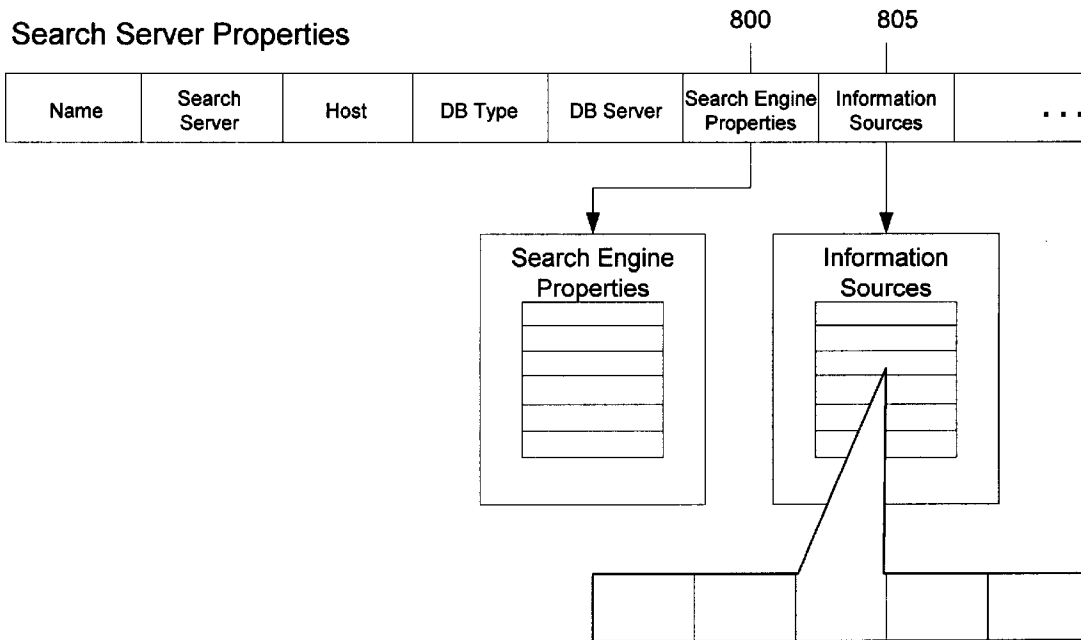 800 805
Search Server Properties
Name
Search
Server
Host
DB Type
DB Server
Search Engine
Properties
Information
Sources
...
Search Engine
Properties
Information
Sources